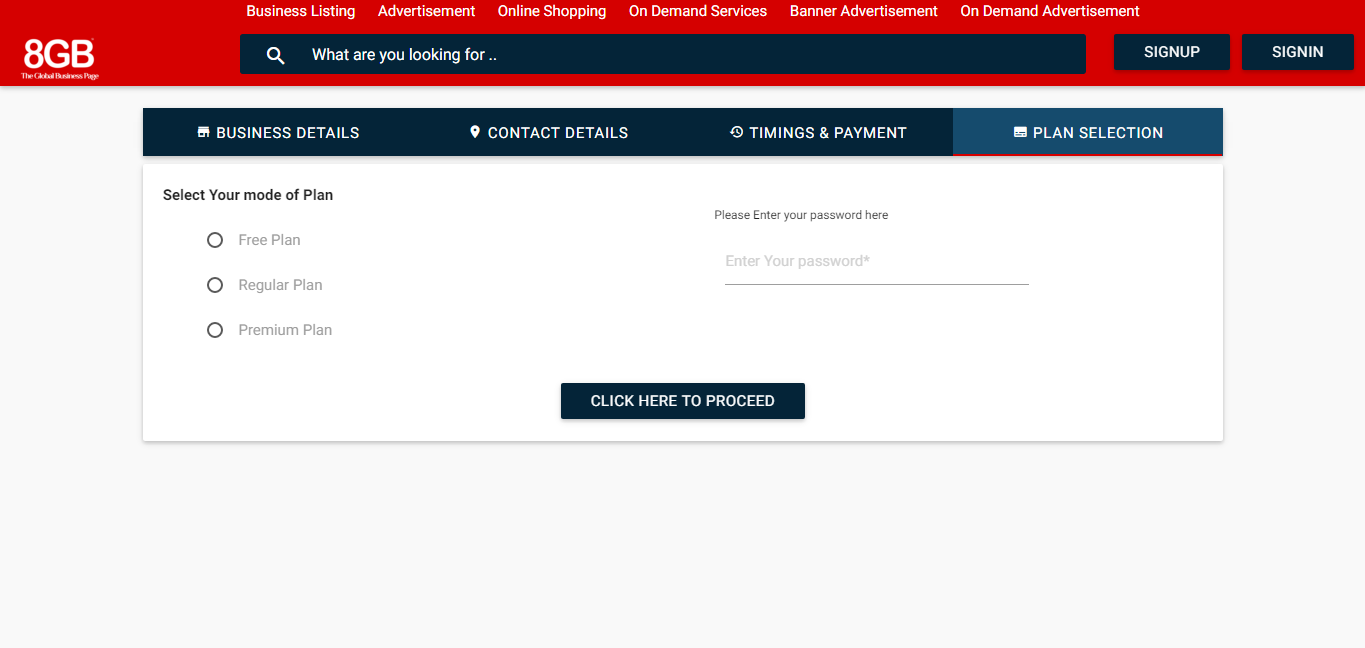 Business Listing Advertisement Online Shopping On Demand Services Banner Advertisement On Demand Advertisement
8GB
The Global Business Page
What are you looking for ..
SIGNUP SIGNIN
BUSINESS DETAILS CONTACT DETAILS TIMINGS & PAYMENT PLAN SELECTION
Select Your mode of Plan
Free Plan
Regular Plan
Premium Plan
Please Enter your password here
Enter Your password*
CLICK HERE TO PROCEED